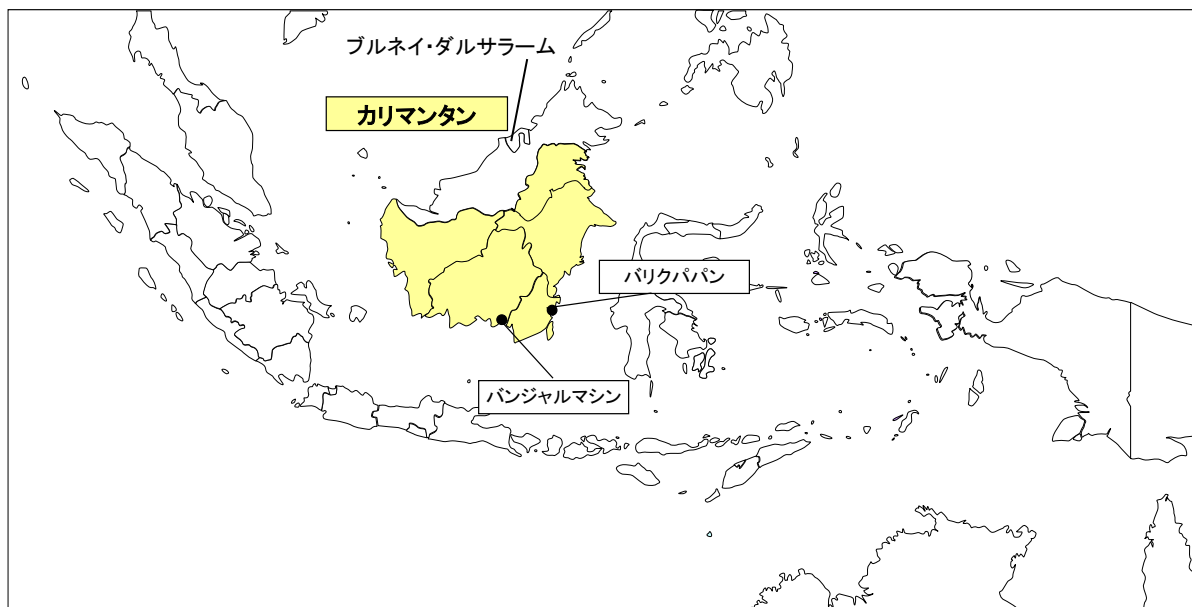 ブルネイ・ダルサラーム
カリマンタン
バリクパパン
バンジャルマシン